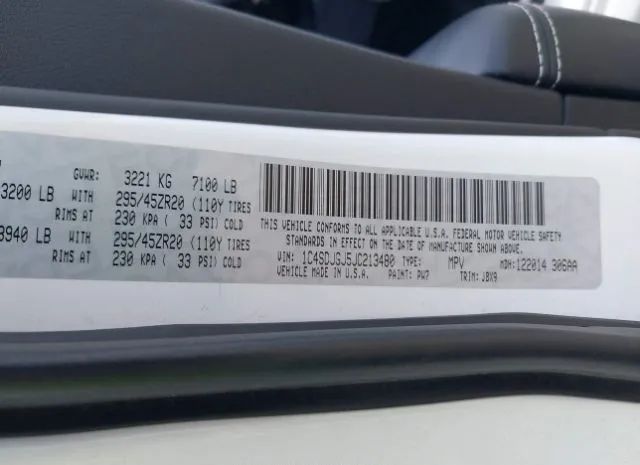 GVWR: 3221 KG 7100 LB
3200 LB WITH 295/45ZR20 (110Y TIRES
RIMS AT 230 KPA ( 33 PSI) COLD
3940 LB WITH 295/45ZR20 (110Y TIRES
RIMS AT 230 KPA ( 33 PSI) COLD
THIS VEHICLE CONFORMS TO ALL APPLICABLE U.S.A. FEDERAL MOTOR VEHICLE SAFETY
STANDARDS IN EFFECT ON THE DATE OF MANUFACTURE SHOWN ABOVE.
VIN: 1C4SDJGJ5JC213480 TYPE: MPV MDH: 122014 306AA
MADE IN U.S.A. PAINT: PW7 TRIM: JBX9